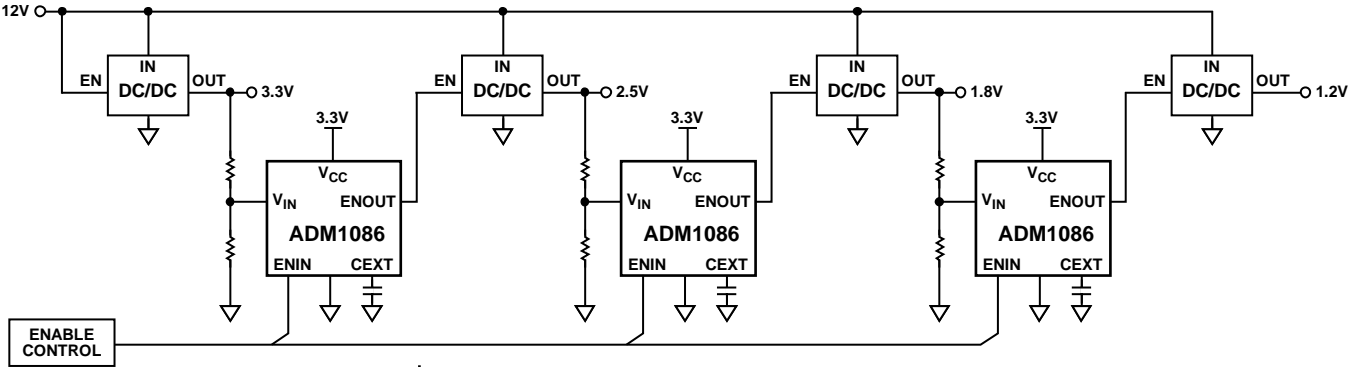 12V
IN
EN
DC/DC
OUT
3.3V
IN
EN
DC/DC
OUT
2.5V
IN
EN
DC/DC
OUT
1.8V
IN
EN
DC/DC
OUT
1.2V
3.3V
VCC
VIN
ENOUT
ADM1086
ENIN
CEXT
3.3V
VCC
VIN
ENOUT
ADM1086
ENIN
CEXT
3.3V
VCC
VIN
ENOUT
ADM1086
ENIN
CEXT
ENABLE
CONTROL